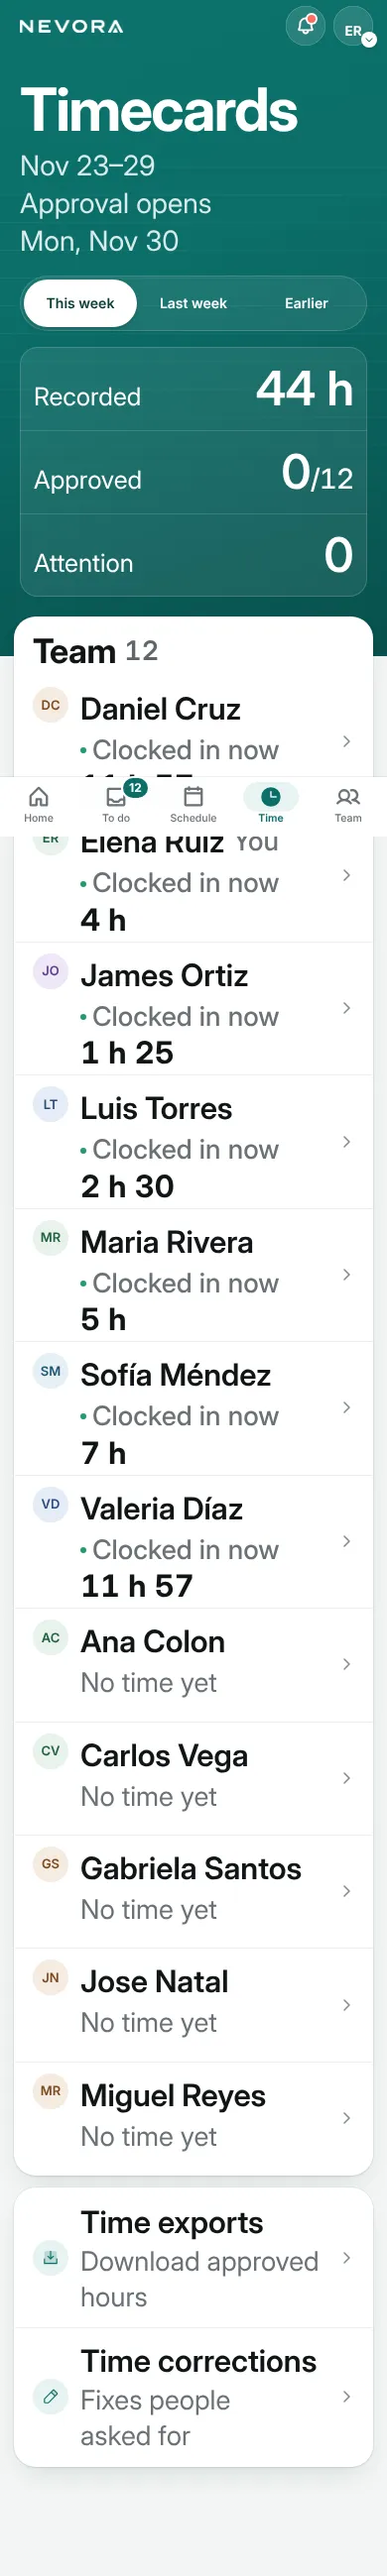 NEVORA
ER
Timecards
Nov 23–29
Approval opens
Mon, Nov 30
This week
Last week
Earlier
Recorded
44 h
Approved
0/12
Attention
0
Team 12
DC
Daniel Cruz
Clocked in now
Home
To do
12
Schedule
Time
Team
ER
Elena Ruiz You
Clocked in now
4 h
JO
James Ortiz
Clocked in now
1 h 25
LT
Luis Torres
Clocked in now
2 h 30
MR
Maria Rivera
Clocked in now
5 h
SM
Sofía Méndez
Clocked in now
7 h
VD
Valeria Díaz
Clocked in now
11 h 57
AC
Ana Colon
No time yet
CV
Carlos Vega
No time yet
GS
Gabriela Santos
No time yet
JN
Jose Natal
No time yet
MR
Miguel Reyes
No time yet
Time exports
Download approved
hours
Time corrections
Fixes people
asked for